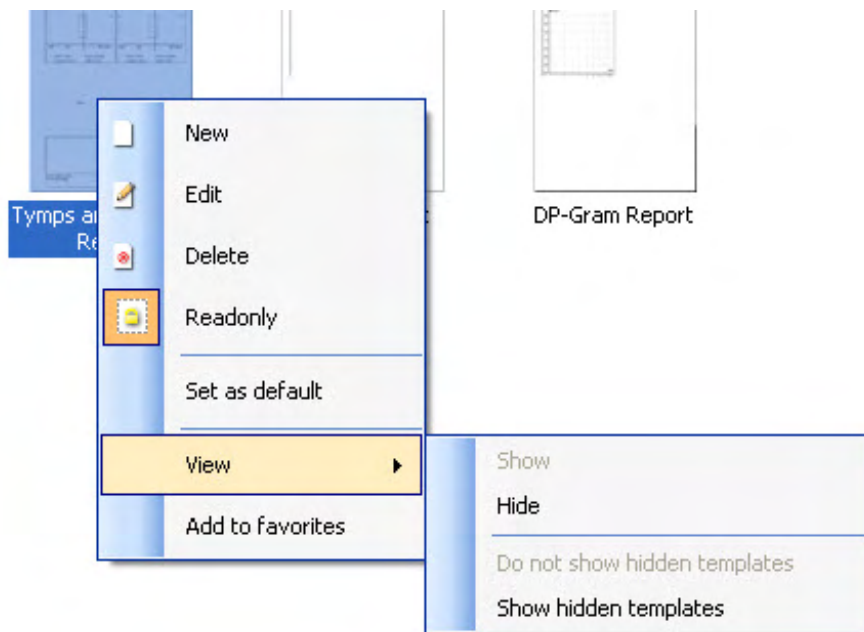 Tymps
Re
DP-Gram Report
New
Edit
Delete
Readonly
Set as default
View
Add to favorites
Show
Hide
Do not show hidden templates
Show hidden templates